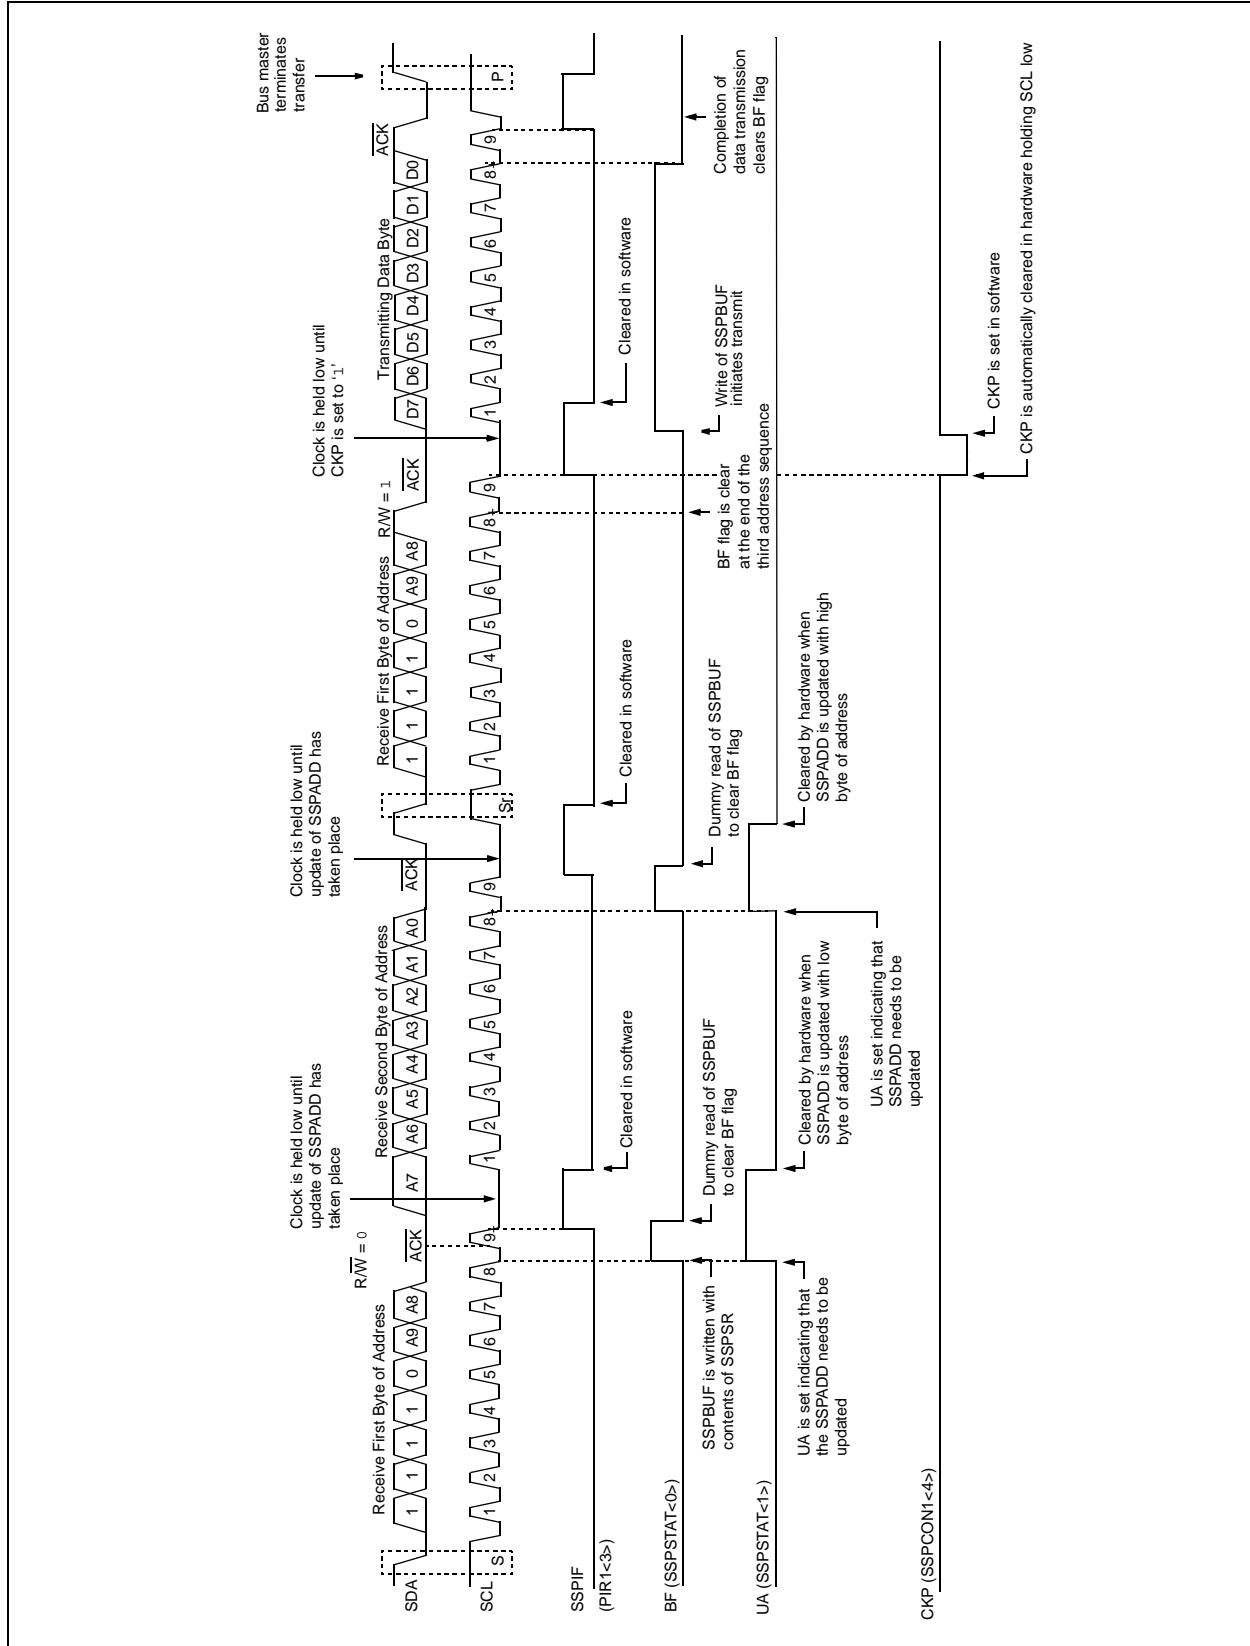 Bus master
terminates
transfer
Clock is held low until
CKP is set to '1'
Clock is held low until
update of SSPADD has
taken place
Clock is held low until
update of SSPADD has
taken place
R/W = 0
R/W = 1
Receive First Byte of Address
ACK
Receive Second Byte of Address
ACK
Receive First Byte of Address
ACK
Transmitting Data Byte
ACK
SDA
1 1 1 1 0 A9 A8
A7 A6 A5 A4 A3 A2 A1 A0
1 1 1 1 0 A9 A8
D7 D6 D5 D4 D3 D2 D1 D0
SCL
S
1 2 3 4 5 6 7 8 9
1 2 3 4 5 6 7 8 9
Sr
1 2 3 4 5 6 7 8 9
1 2 3 4 5 6 7 8 9
P
SSPIF
(PIR1<3>)
Cleared in software
Cleared in software
Cleared in software
BF (SSPSTAT<0>)
SSPBUF is written with
contents of SSPSR
Dummy read of SSPBUF
to clear BF flag
Dummy read of SSPBUF
to clear BF flag
BF flag is clear
at the end of the
third address sequence
Write of SSPBUF
initiates transmit
Completion of
data transmission
clears BF flag
UA (SSPSTAT<1>)
UA is set indicating that
the SSPADD needs to be
updated
Cleared by hardware when
SSPADD is updated with low
byte of address
UA is set indicating that
SSPADD needs to be
updated
Cleared by hardware when
SSPADD is updated with high
byte of address
CKP (SSPCON1<4>)
CKP is set in software
CKP is automatically cleared in hardware holding SCL low